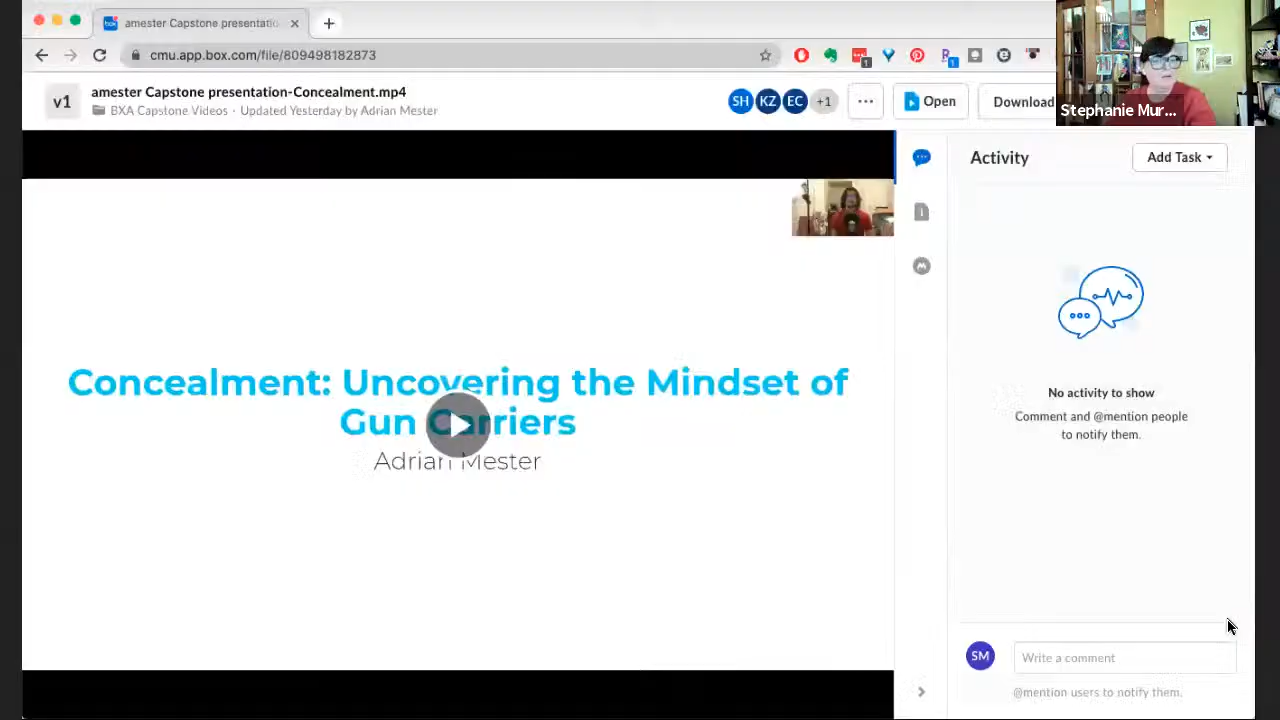 amester Capstone presentatio
cmu.app.box.com/file/809498182873
v1
amester Capstone presentation-Concealment.mp4
BXA Capstone Videos · Updated Yesterday by Adrian Mester
SH
KZ
EC
+1
Open
Download
Stephanie Mur...
Activity
Add Task
Concealment: Uncovering the Mindset of
Gun Carriers
Adrian Mester
No activity to show
Comment and @mention people
to notify them.
SM
Write a comment
@mention users to notify them.